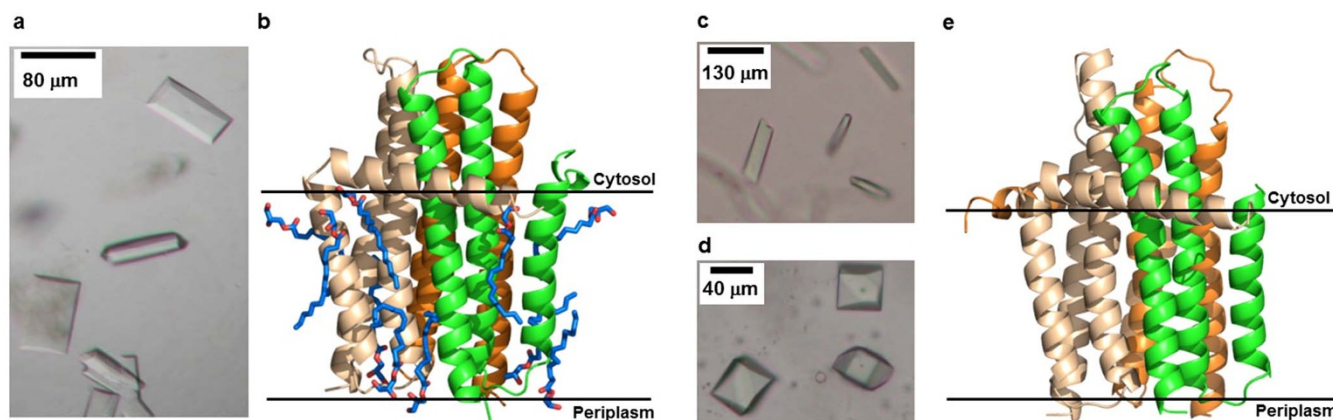 a
80 μm
b
Cytosol
Periplasm
c
130 μm
d
40 μm
e
Cytosol
Periplasm